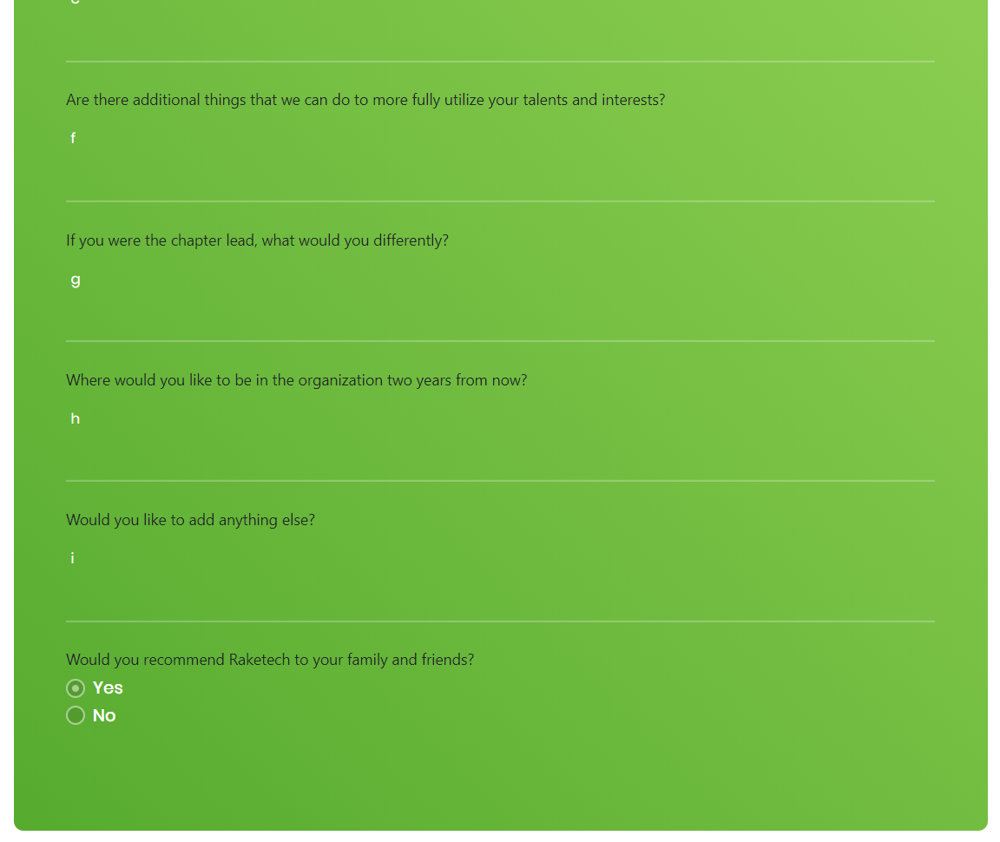 Are there additional things that we can do to more fully utilize your talents and interests?
f
If you were the chapter lead, what would you differently?
g
Where would you like to be in the organization two years from now?
h
Would you like to add anything else?
i
Would you recommend Raketech to your family and friends?
Yes
No